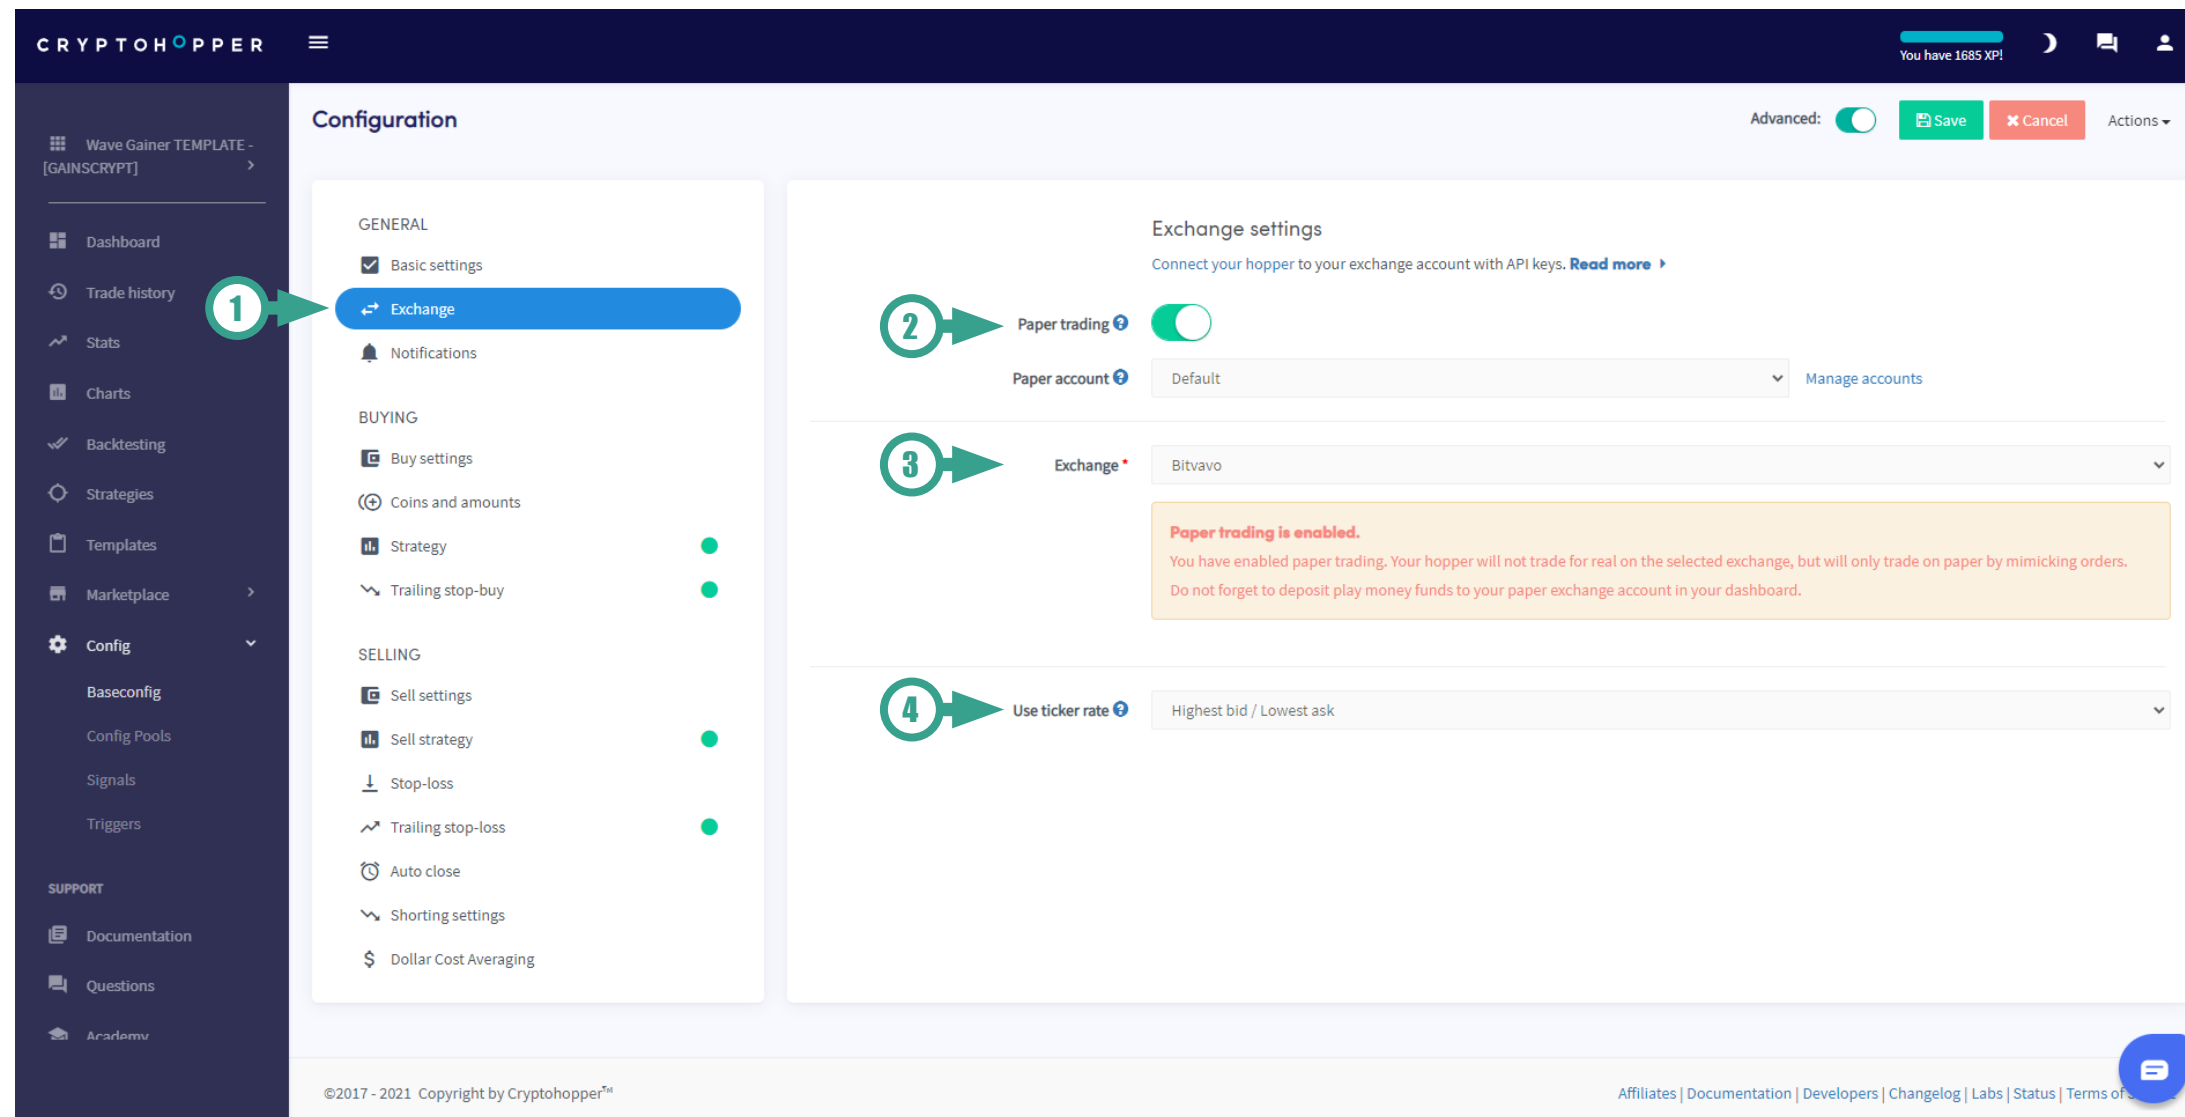 CRYPTOHOPPER
You have 1685 XP!
Configuration
Advanced:
Save
Cancel
Actions
Wave Gainer TEMPLATE -
[GAINSCRYPT]
Dashboard
Trade history
Stats
Charts
Backtesting
Strategies
Templates
Marketplace
Config
Baseconfig
Config Pools
Signals
Triggers
SUPPORT
Documentation
Questions
Academy
GENERAL
Basic settings
1
Exchange
Notifications
BUYING
Buy settings
Coins and amounts
Strategy
Trailing stop-buy
SELLING
Sell settings
Sell strategy
Stop-loss
Trailing stop-loss
Auto close
Shorting settings
Dollar Cost Averaging
Exchange settings
Connect your hopper to your exchange account with API keys. Read more
2
Paper trading
Paper account
Default
Manage accounts
3
Exchange *
Bitvavo
Paper trading is enabled.
You have enabled paper trading. Your hopper will not trade for real on the selected exchange, but will only trade on paper by mimicking orders.
Do not forget to deposit play money funds to your paper exchange account in your dashboard.
4
Use ticker rate
Highest bid / Lowest ask
©2017 - 2021 Copyright by Cryptohopper™
Affiliates | Documentation | Developers | Changelog | Labs | Status | Terms of